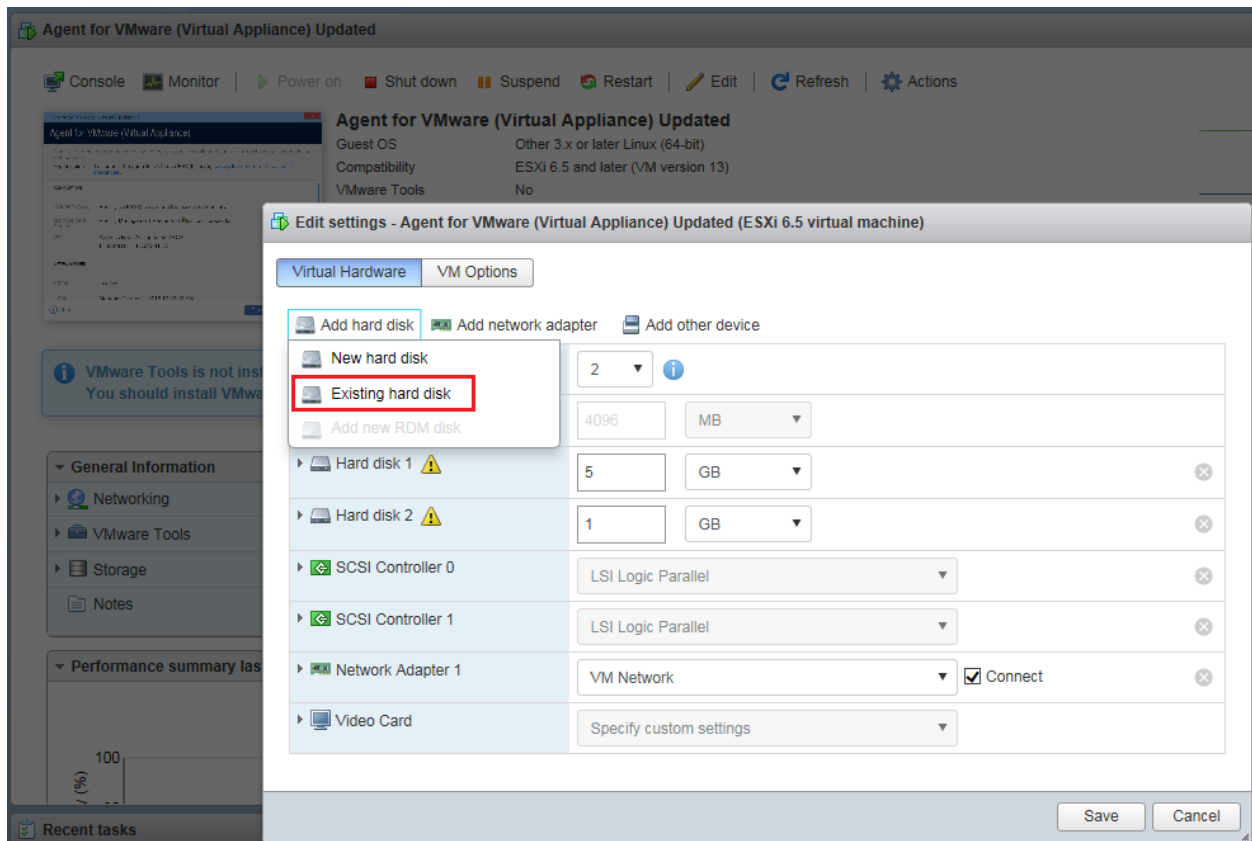 Agent for VMware (Virtual Appliance) Updated
Console Monitor Power on Shut down Suspend Restart Edit Refresh Actions
Agent for VMware (Virtual Appliance)
Agent for VMware (Virtual Appliance) Updated
Guest OS Other 3.x or later Linux (64-bit)
Compatibility ESXi 6.5 and later (VM version 13)
VMware Tools No
Edit settings - Agent for VMware (Virtual Appliance) Updated (ESXi 6.5 virtual machine)
Virtual Hardware VM Options
Add hard disk Add network adapter Add other device
New hard disk
Existing hard disk
Add new RDM disk
2
4096 MB
Hard disk 1 5 GB
Hard disk 2 1 GB
SCSI Controller 0 LSI Logic Parallel
SCSI Controller 1 LSI Logic Parallel
Network Adapter 1 VM Network Connect
Video Card Specify custom settings
Save Cancel
VMware Tools is not inst
You should install VMwa
General Information
Networking
VMware Tools
Storage
Notes
Performance summary las
100
(%)
Recent tasks